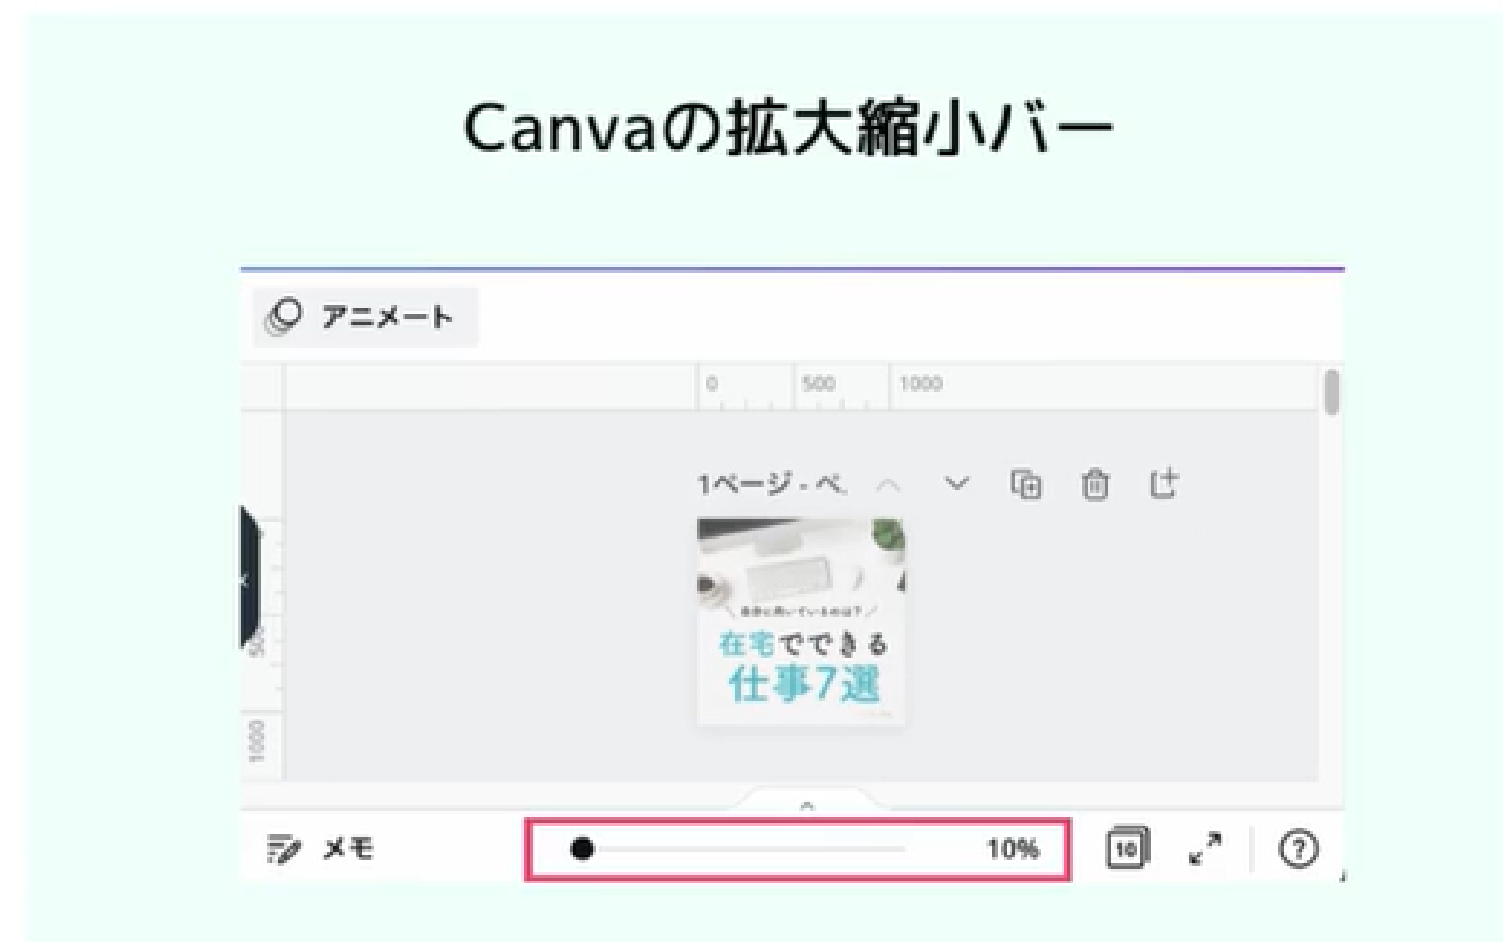 Canvaの拡大縮小バー
アニメート
0 500 1000
1ページ - ペ
在宅でできる
仕事7選
1000
メモ
10%
10
?